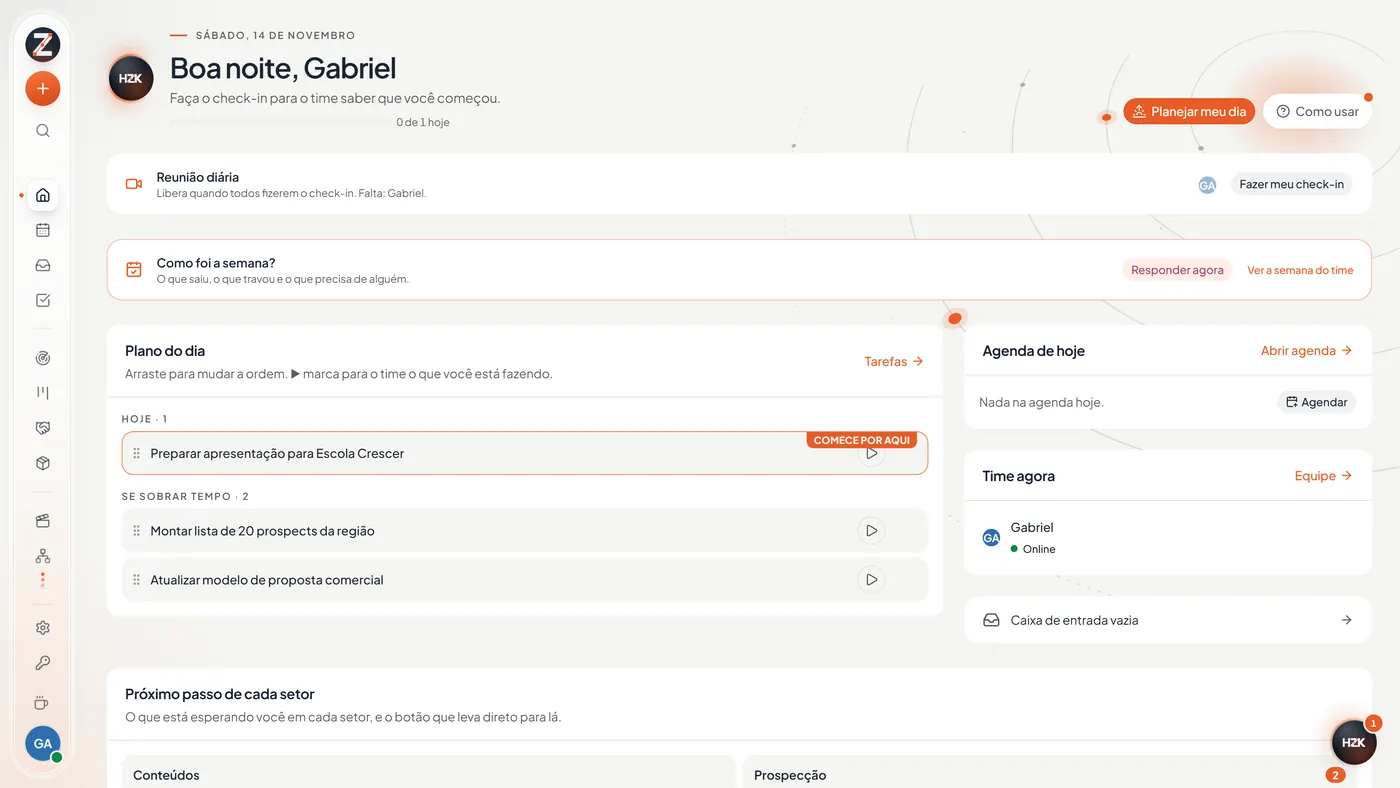 Z
SÁBADO, 14 DE NOVEMBRO
HZK
Boa noite, Gabriel
Faça o check-in para o time saber que você começou.
0 de 1 hoje
Planejar meu dia
Como usar
Reunião diária
Libera quando todos fizerem o check-in. Falta: Gabriel.
GA
Fazer meu check-in
Como foi a semana?
O que saiu, o que travou e o que precisa de alguém.
Responder agora
Ver a semana do time
Plano do dia
Arraste para mudar a ordem. ▶ marca para o time o que você está fazendo.
Tarefas →
HOJE · 1
COMECE POR AQUI
Preparar apresentação para Escola Crescer
SE SOBRAR TEMPO · 2
Montar lista de 20 prospects da região
Atualizar modelo de proposta comercial
Agenda de hoje
Abrir agenda →
Nada na agenda hoje.
Agendar
Time agora
Equipe →
GA
Gabriel
Online
Caixa de entrada vazia →
Próximo passo de cada setor
O que está esperando você em cada setor, e o botão que leva direto para lá.
Conteúdos
Prospecção
2
HZK
1
GA